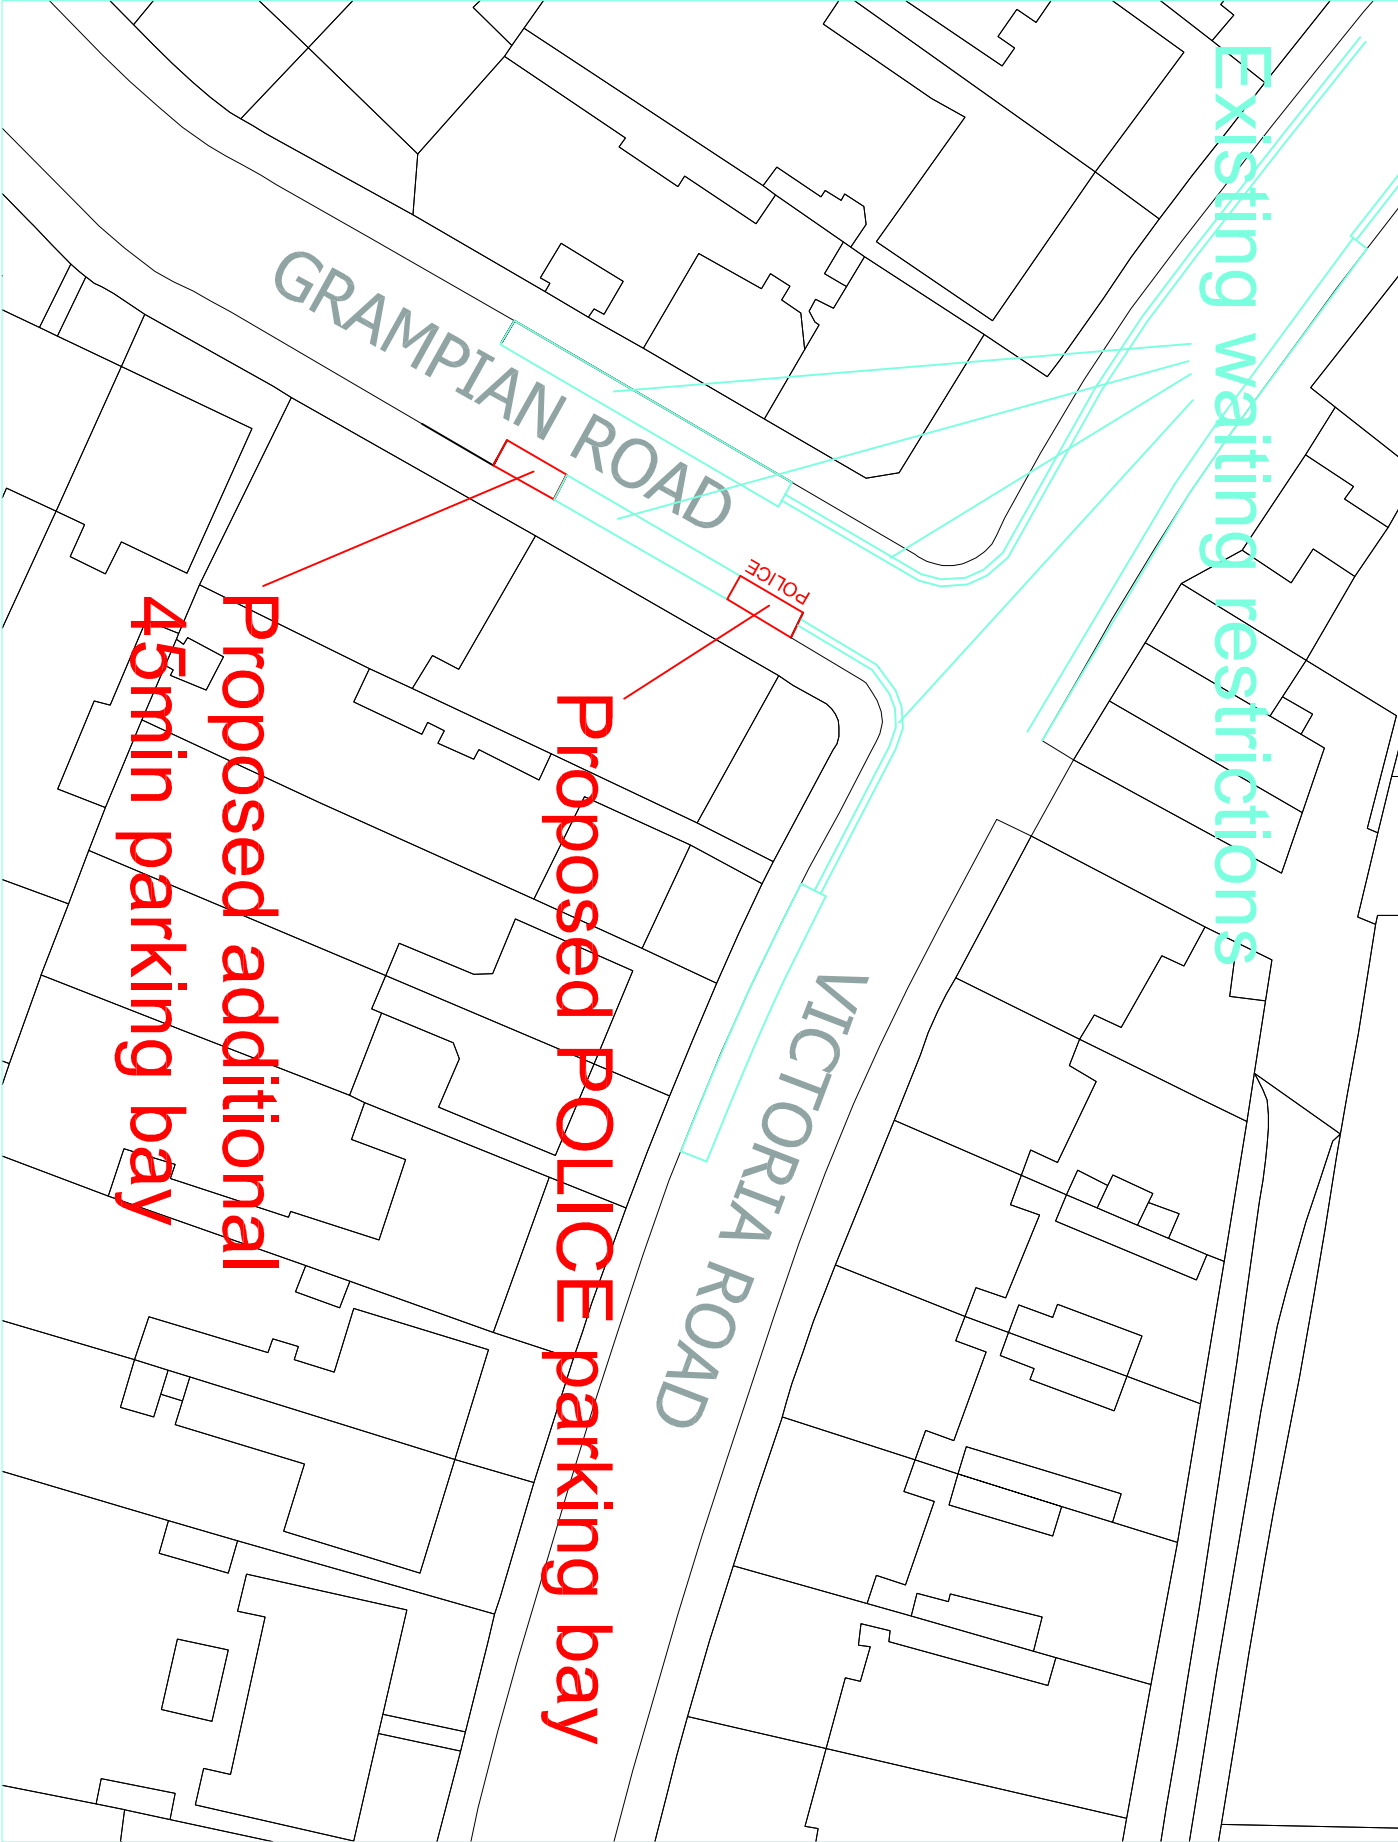 Existing waiting restrictions
GRAMPIAN ROAD
POLICE
VICTORIA ROAD
Proposed POLICE parking bay
Proposed additional
45min parking bay